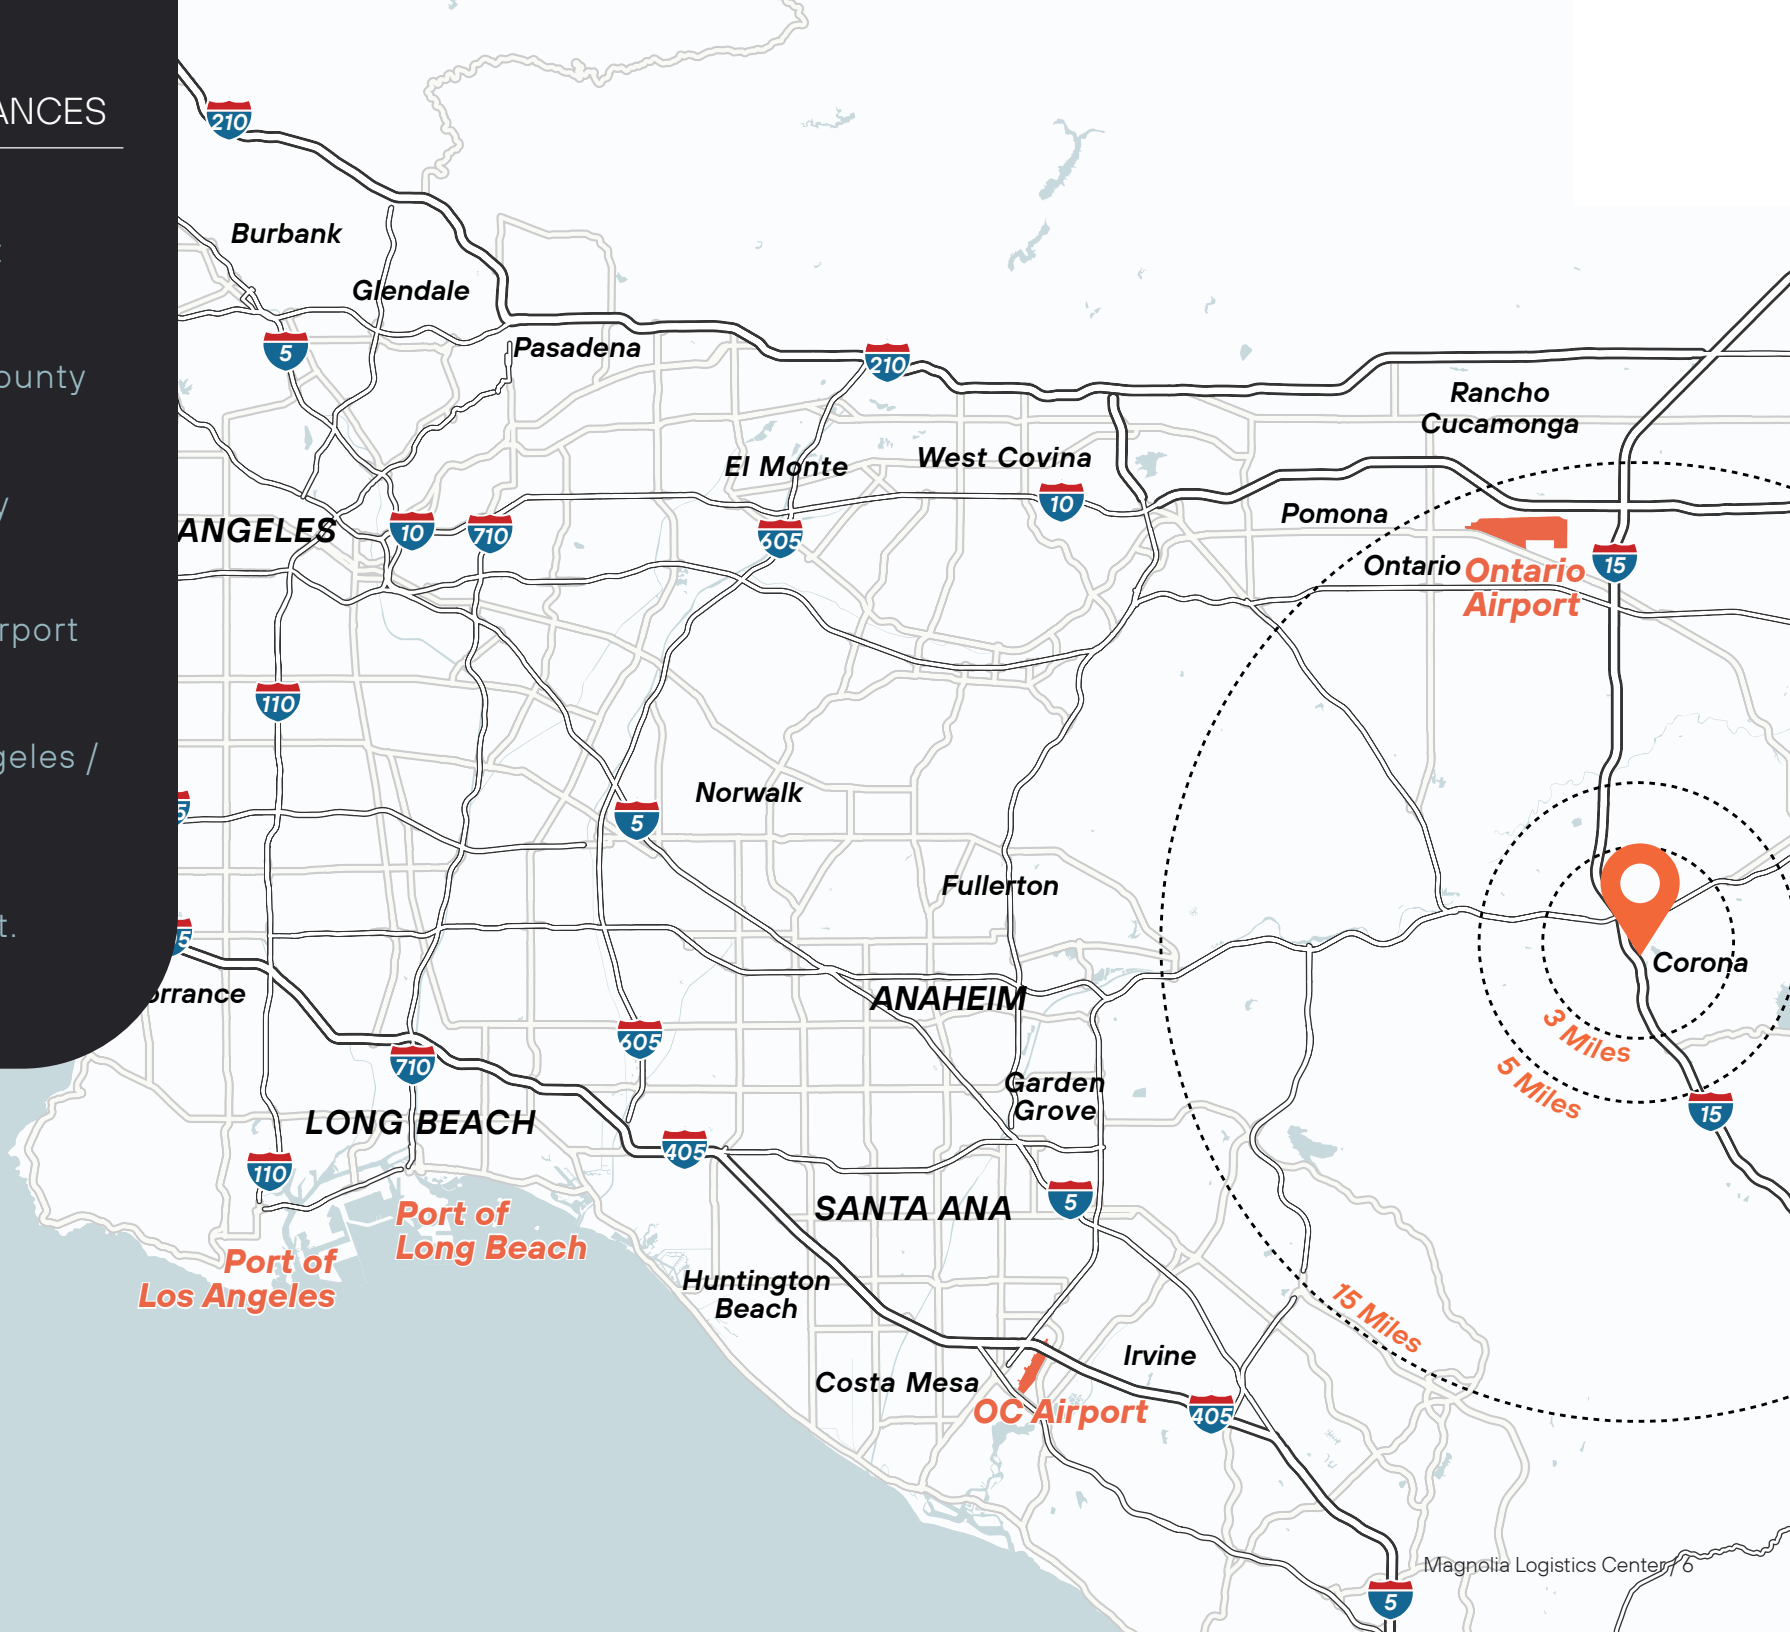 ANCES
ounty
y
rport
geles /
t.
210
Burbank
Glendale
5
Pasadena
210
Rancho
Cucamonga
El Monte
West Covina
10
ANGELES
10
710
605
Pomona
Ontario
Ontario
Airport
15
110
5
Norwalk
5
Fullerton
5
Corona
orrance
ANAHEIM
3 Miles
5 Miles
605
710
Garden
Grove
15
LONG BEACH
405
110
5
SANTA ANA
Port of
Long Beach
Port of
Los Angeles
Huntington
Beach
15 Miles
Irvine
Costa Mesa
OC Airport
405
Magnolia Logistics Center / 6
5